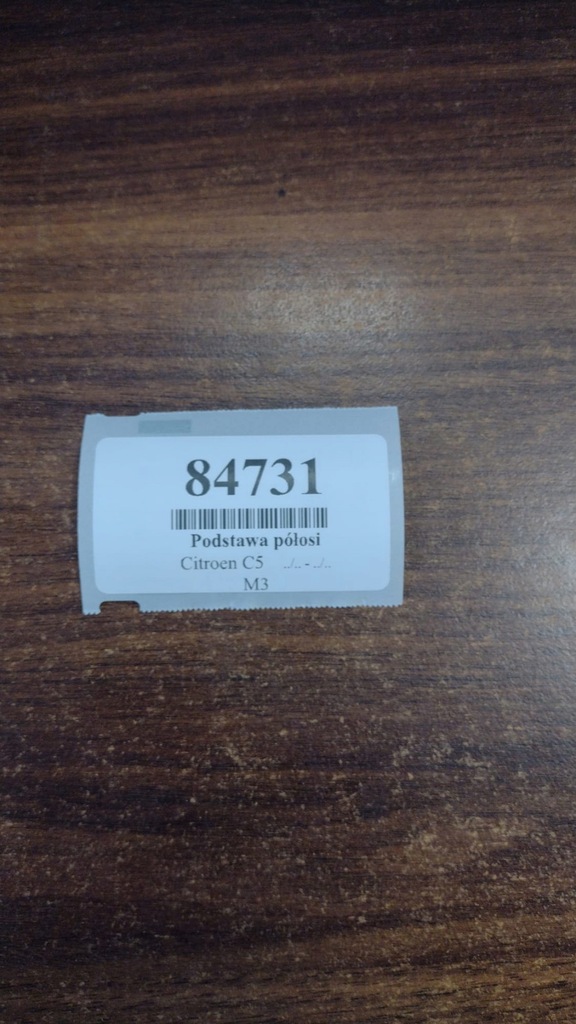 84731
Podstawa półosi
Citroen C5 ../.. - ../..
M3